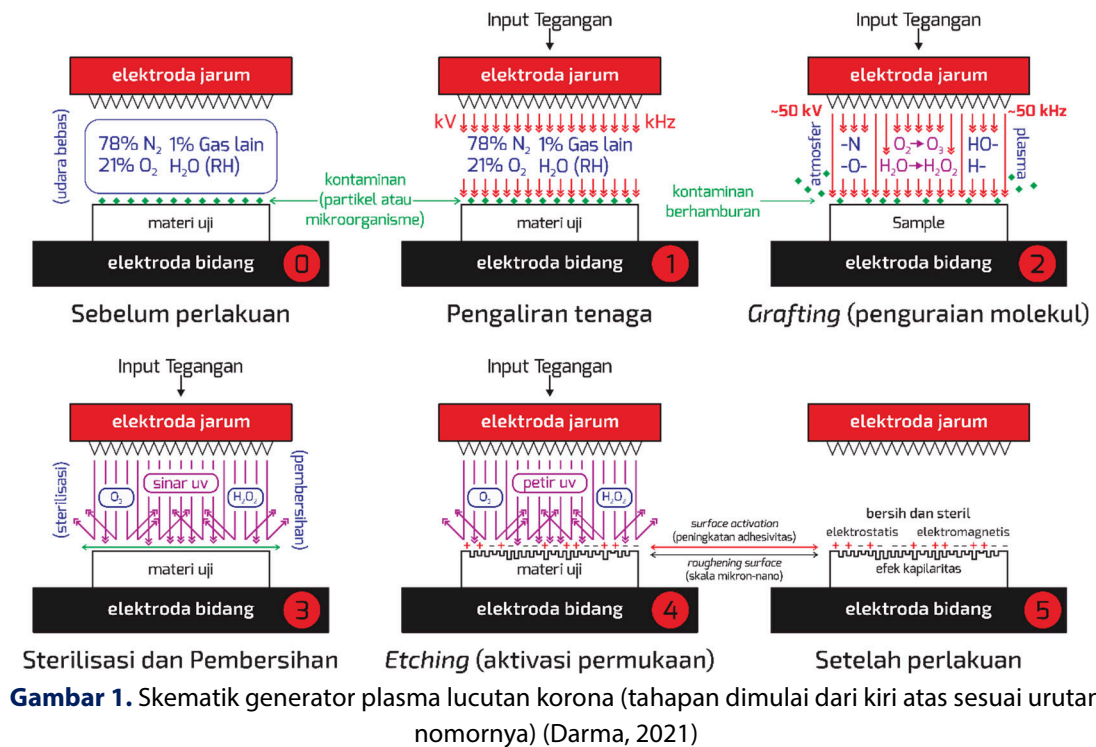 Input Tegangan
Input Tegangan
elektroda jarum
elektroda jarum
elektroda jarum
(udara bebas)
78% N₂ 1% Gas lain
21% O₂ H₂O (RH)
kV
kHz
78% N₂ 1% Gas lain
21% O₂ H₂O (RH)
~50 kV
~50 kHz
atmosfer
-N
-O-
O₂→O₃
H₂O→H₂O₂
HO-
H-
plasma
kontaminan
(partikel atau
mikroorganisme)
kontaminan
berhamburan
materi uji
materi uji
Sample
elektroda bidang
0
elektroda bidang
1
elektroda bidang
2
Sebelum perlakuan
Pengaliran tenaga
Grafting (penguraian molekul)
Input Tegangan
Input Tegangan
elektroda jarum
elektroda jarum
elektroda jarum
(sterilisasi)
O₃
sinar uv
H₂O₂
(pembersihan)
O₃
petir uv
H₂O₂
surface activation
(peningkatan adhesivitas)
roughening surface
(skala mikron-nano)
bersih dan steril
elektrostatis
elektromagnetis
efek kapilaritas
materi uji
materi uji
elektroda bidang
3
elektroda bidang
4
elektroda bidang
5
Sterilisasi dan Pembersihan
Etching (aktivasi permukaan)
Setelah perlakuan
Gambar 1. Skematik generator plasma lucutan korona (tahapan dimulai dari kiri atas sesuai urutan
nomornya) (Darma, 2021)